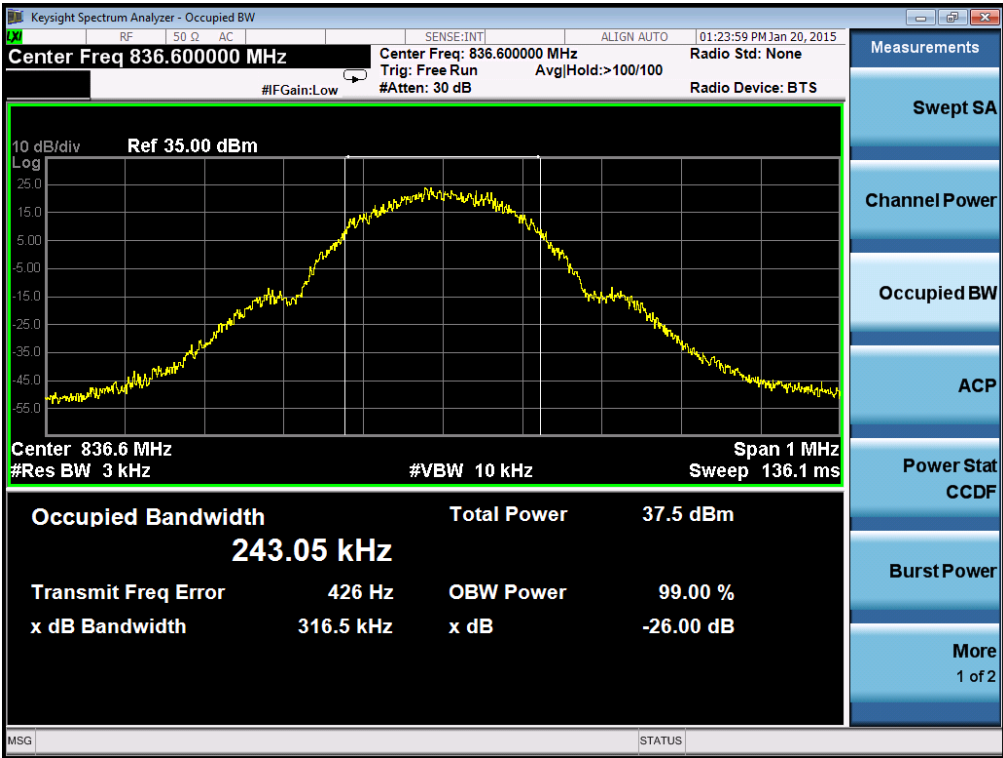 Keysight Spectrum Analyzer - Occupied BW
LXI RF 50 Ω AC SENSE:INT ALIGN AUTO 01:23:59 PM Jan 20, 2015
Center Freq 836.600000 MHz
Center Freq: 836.600000 MHz Radio Std: None
Trig: Free Run Avg|Hold:>100/100
#IFGain:Low #Atten: 30 dB Radio Device: BTS
10 dB/div Ref 35.00 dBm
Log
25.0
15.0
5.00
-5.00
-15.0
-25.0
-35.0
-45.0
-55.0
Center 836.6 MHz Span 1 MHz
#Res BW 3 kHz #VBW 10 kHz Sweep 136.1 ms
Occupied Bandwidth Total Power 37.5 dBm
243.05 kHz
Transmit Freq Error 426 Hz OBW Power 99.00 %
x dB Bandwidth 316.5 kHz x dB -26.00 dB
MSG STATUS
Measurements
Swept SA
Channel Power
Occupied BW
ACP
Power Stat
CCDF
Burst Power
More
1 of 2